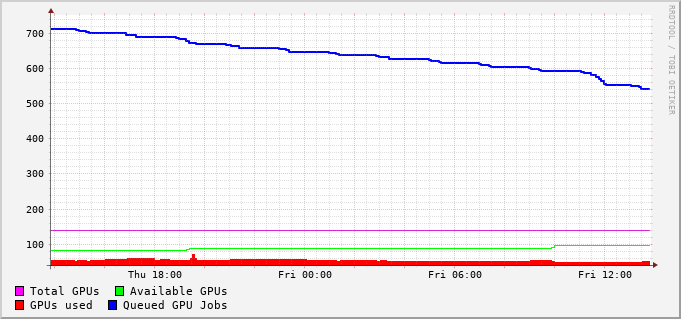 RRDTOOL / TOBI OETIKER
700
600
500
400
300
200
100
Thu 18:00 Fri 00:00 Fri 06:00 Fri 12:00
Total GPUs Available GPUs
GPUs used Queued GPU Jobs